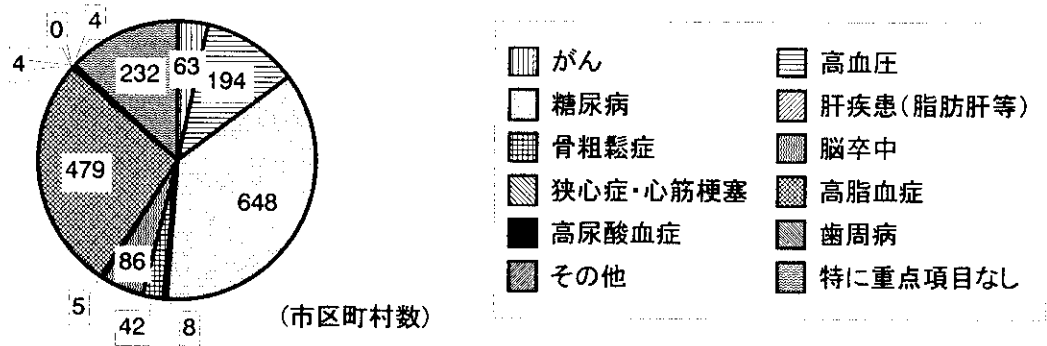 0
4
4
232
63
194
479
648
86
5
42
8
(市区町村数)
がん
高血圧
糖尿病
肝疾患(脂肪肝等)
骨粗鬆症
脳卒中
狭心症・心筋梗塞
高脂血症
高尿酸血症
歯周病
その他
特に重点項目なし